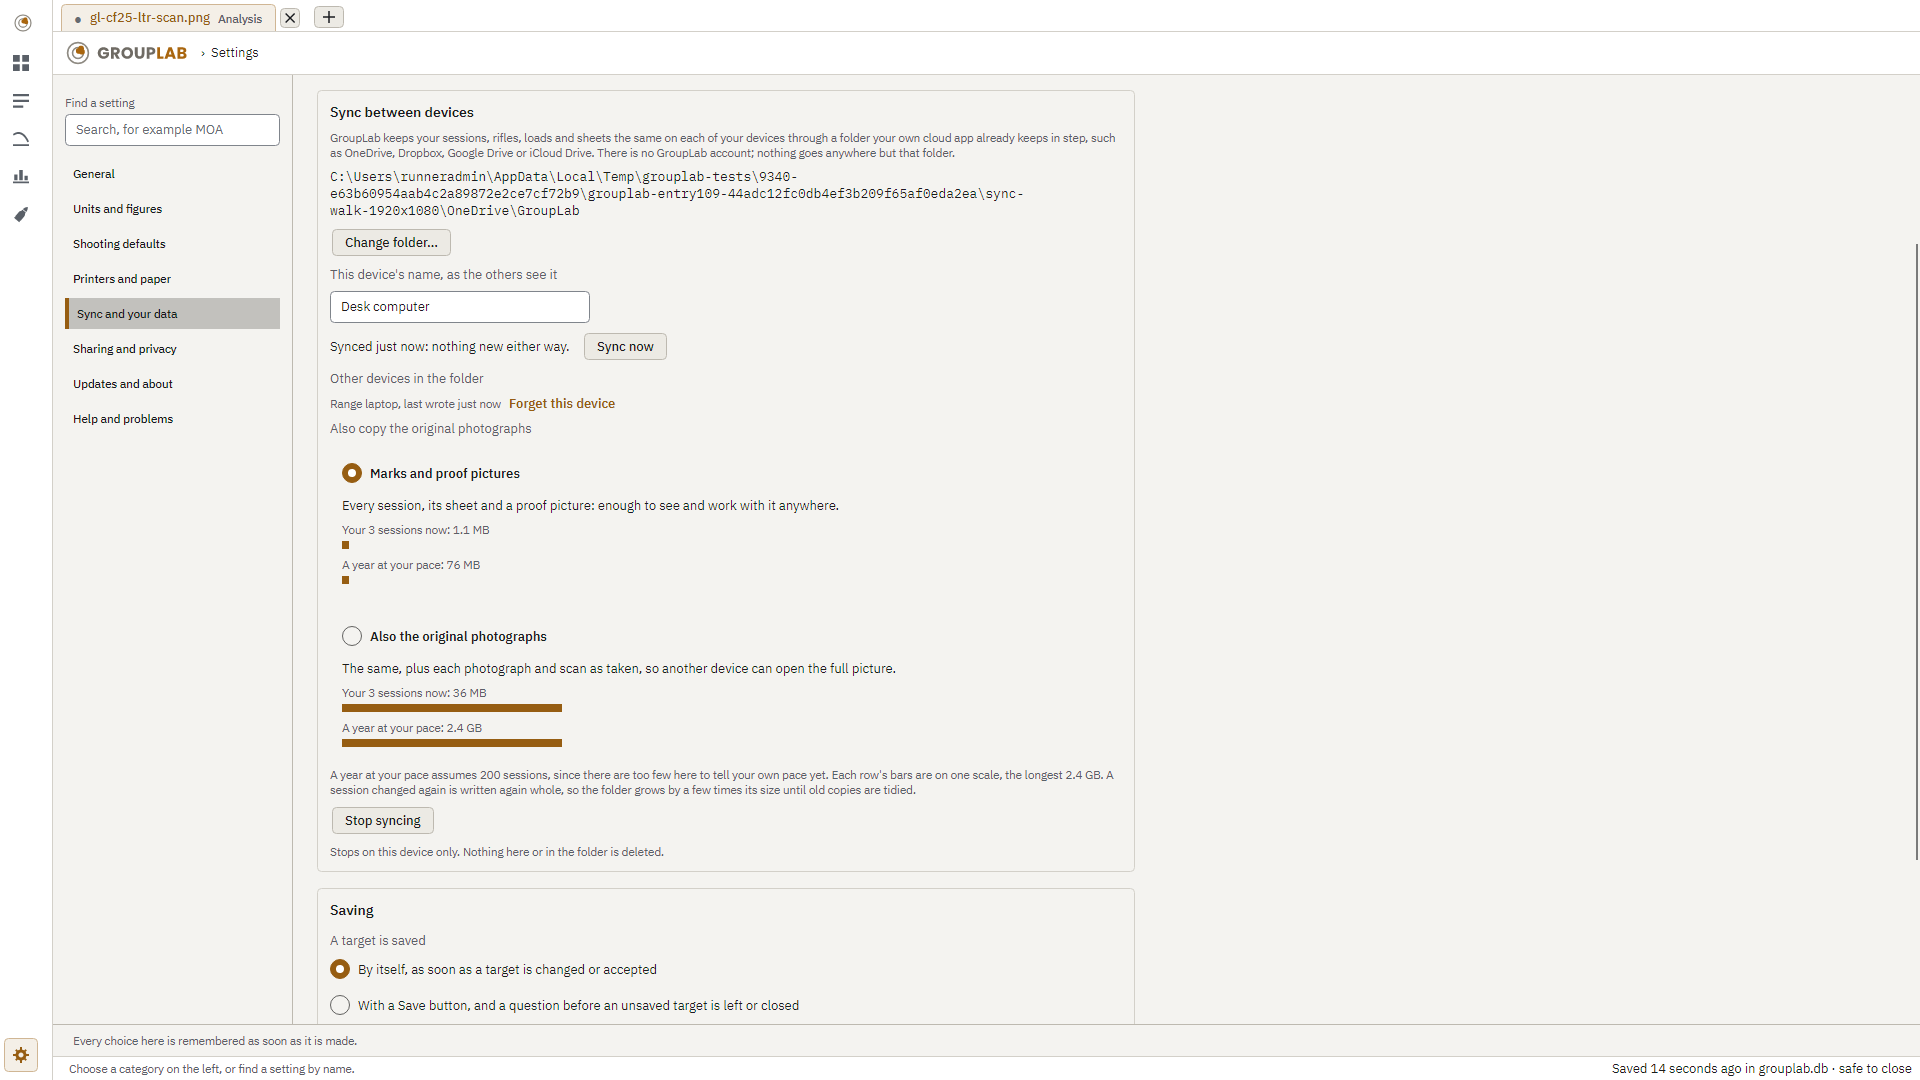 gl-cf25-ltr-scan.png Analysis
GROUPLAB › Settings
Find a setting
Search, for example MOA
General
Units and figures
Shooting defaults
Printers and paper
Sync and your data
Sharing and privacy
Updates and about
Help and problems
Sync between devices
GroupLab keeps your sessions, rifles, loads and sheets the same on each of your devices through a folder your own cloud app already keeps in step, such
as OneDrive, Dropbox, Google Drive or iCloud Drive. There is no GroupLab account; nothing goes anywhere but that folder.
C:\Users\runneradmin\AppData\Local\Temp\grouplab-tests\9340-
e63b60954aab4c2a89872e2ce7cf72b9\grouplab-entry109-44adc12fc0db4ef3b209f65af0eda2ea\sync-
walk-1920x1080\OneDrive\GroupLab
Change folder...
This device's name, as the others see it
Desk computer
Synced just now: nothing new either way. Sync now
Other devices in the folder
Range laptop, last wrote just now Forget this device
Also copy the original photographs
Marks and proof pictures
Every session, its sheet and a proof picture: enough to see and work with it anywhere.
Your 3 sessions now: 1.1 MB
A year at your pace: 76 MB
Also the original photographs
The same, plus each photograph and scan as taken, so another device can open the full picture.
Your 3 sessions now: 36 MB
A year at your pace: 2.4 GB
A year at your pace assumes 200 sessions, since there are too few here to tell your own pace yet. Each row's bars are on one scale, the longest 2.4 GB. A
session changed again is written again whole, so the folder grows by a few times its size until old copies are tidied.
Stop syncing
Stops on this device only. Nothing here or in the folder is deleted.
Saving
A target is saved
By itself, as soon as a target is changed or accepted
With a Save button, and a question before an unsaved target is left or closed
Every choice here is remembered as soon as it is made.
Choose a category on the left, or find a setting by name.
Saved 14 seconds ago in grouplab.db · safe to close